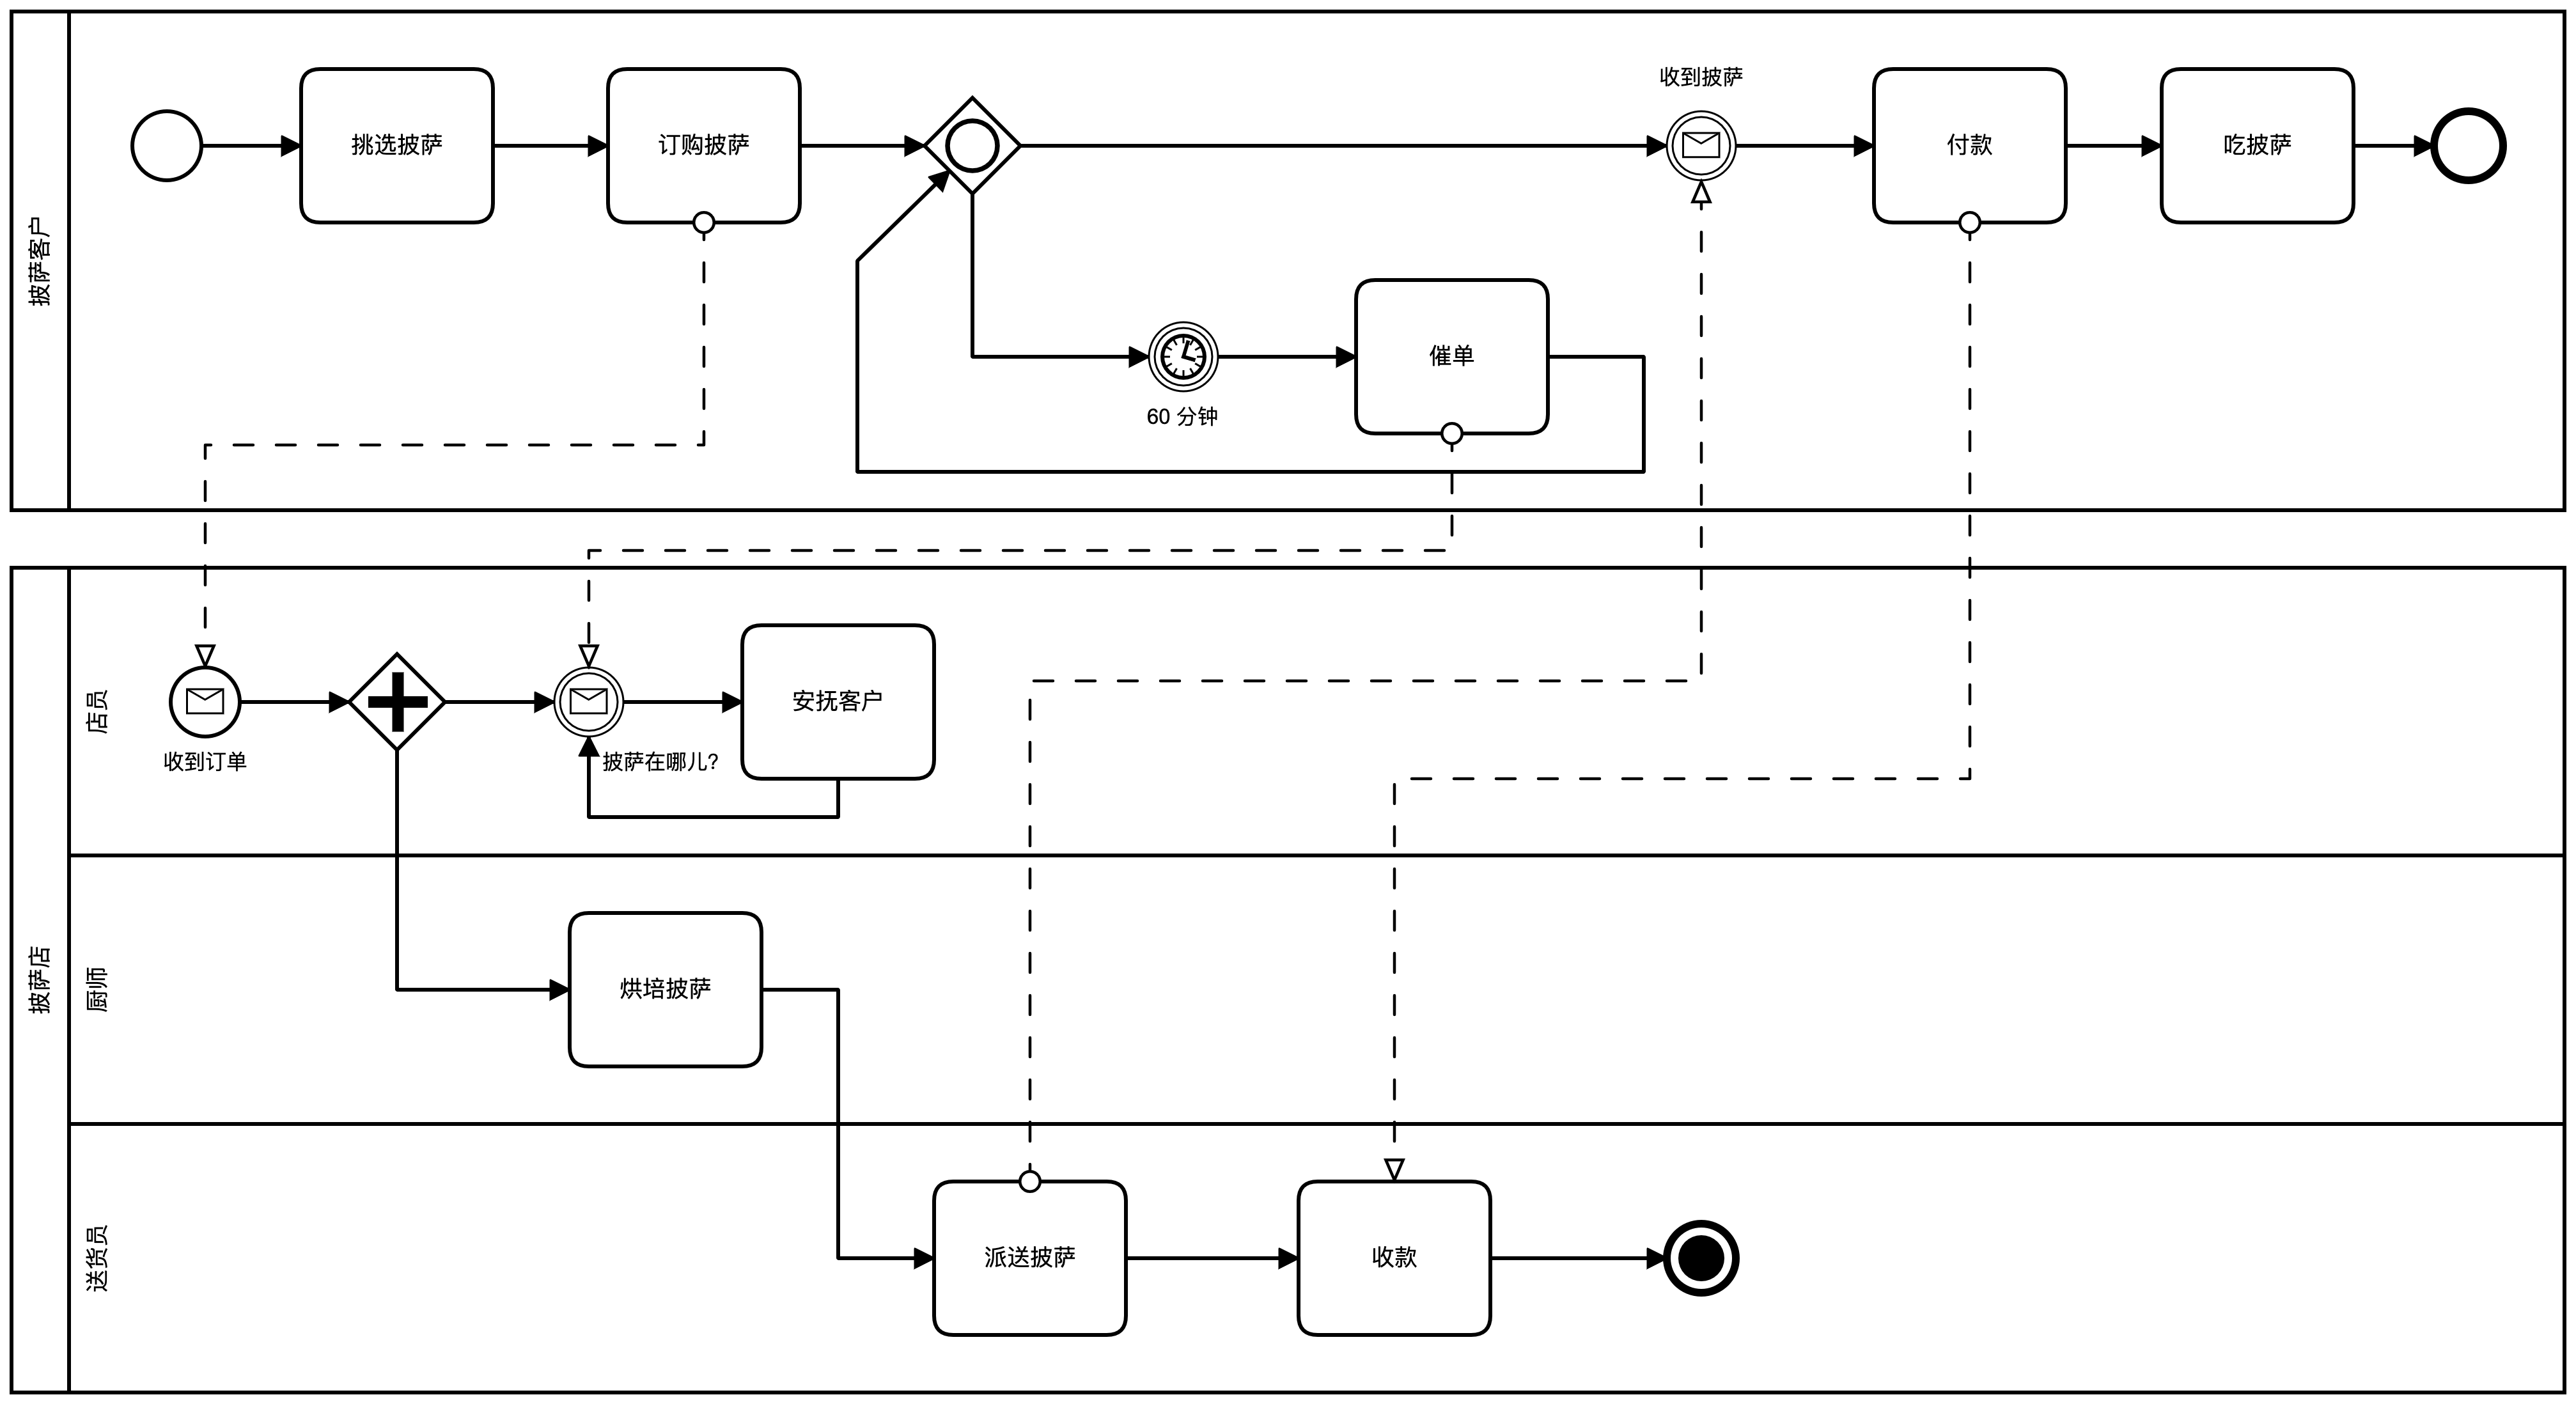 披萨客户
挑选披萨
订购披萨
收到披萨
付款
吃披萨
60 分钟
催单
披萨店
店员
收到订单
披萨在哪儿?
安抚客户
厨师
烘培披萨
送货员
派送披萨
收款